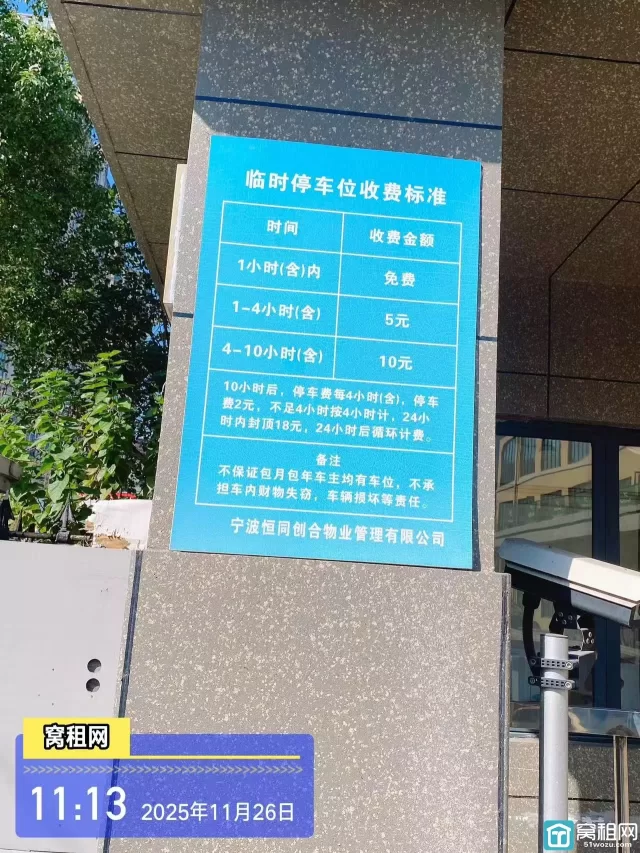 临时停车位收费标准
时间 收费金额
1小时(含)内 免费
1-4小时(含) 5元
4-10小时(含) 10元
10小时后，停车费每4小时(含)，停车
费2元，不足4小时按4小时计，24小
时内封顶18元，24小时后循环计费。
备注
不保证包月包年车主均有车位，不承
担车内财物失窃，车辆损坏等责任。
宁波恒同创合物业管理有限公司
窝租网
11:13 2025年11月26日
窝租网
51wozu.com